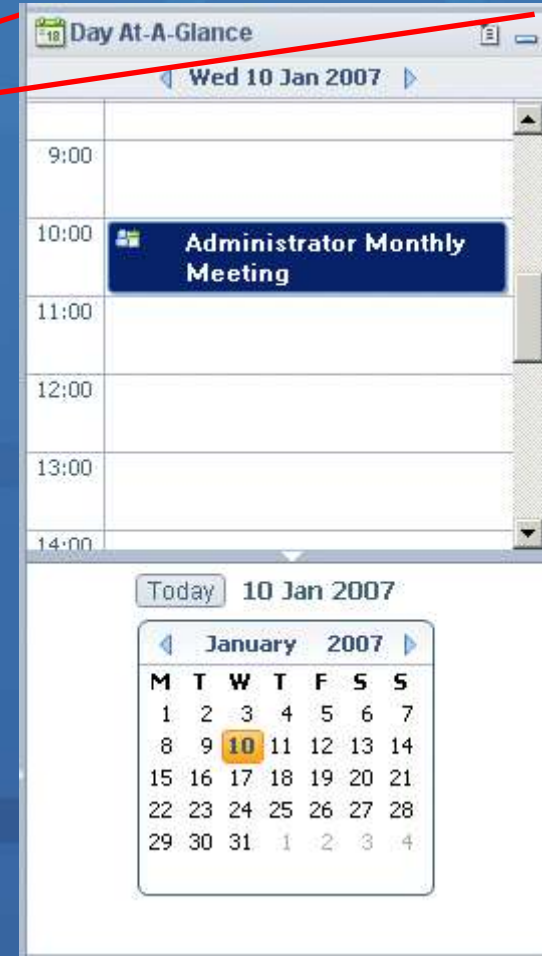 18 Day At-A-Glance
Wed 10 Jan 2007
9:00
10:00 Administrator Monthly
Meeting
11:00
12:00
13:00
14:00
Today 10 Jan 2007
January 2007
M T W T F S S
1 2 3 4 5 6 7
8 9 10 11 12 13 14
15 16 17 18 19 20 21
22 23 24 25 26 27 28
29 30 31 1 2 3 4